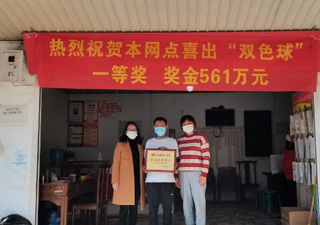 热烈祝贺本网点喜出“双色球”
一等奖 奖金561万元